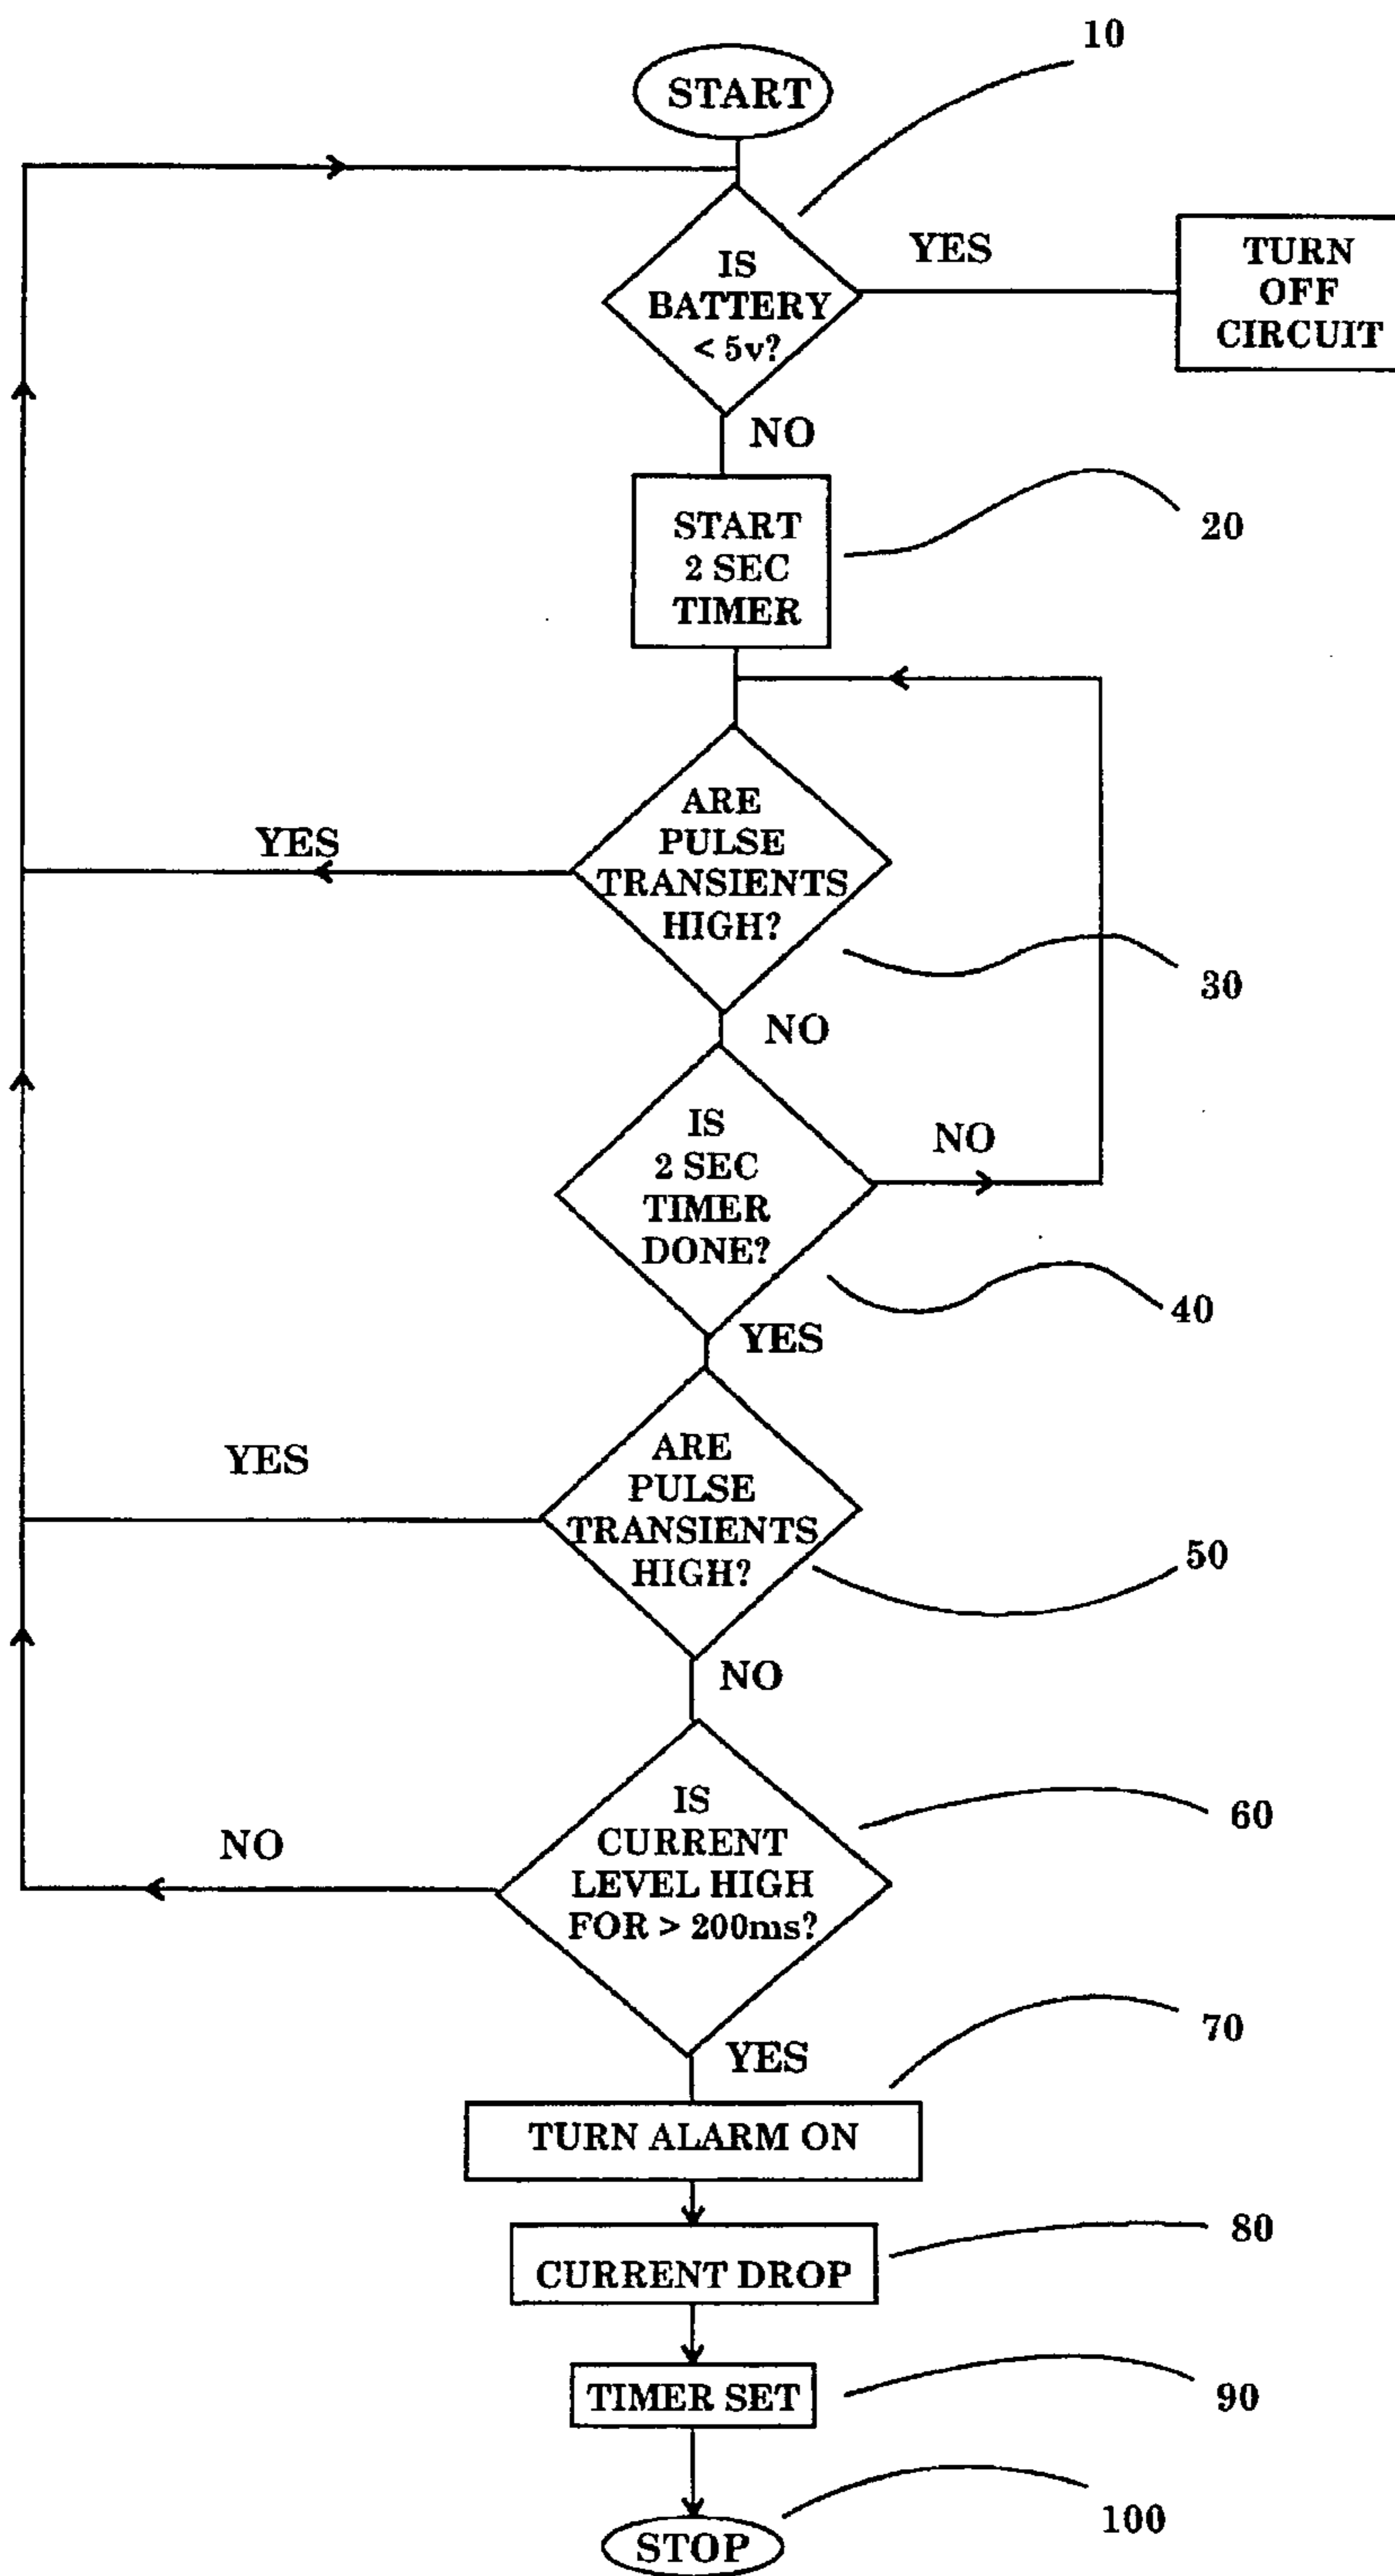 10
START
IS
BATTERY
< 5v?
YES
TURN
OFF
CIRCUIT
NO
START
2 SEC
TIMER
20
ARE
PULSE
TRANSIENTS
HIGH?
YES
30
NO
IS
2 SEC
TIMER
DONE?
NO
40
YES
ARE
PULSE
TRANSIENTS
HIGH?
YES
50
NO
IS
CURRENT
LEVEL HIGH
FOR > 200ms?
60
NO
70
YES
TURN ALARM ON
80
CURRENT DROP
TIMER SET
90
100
STOP